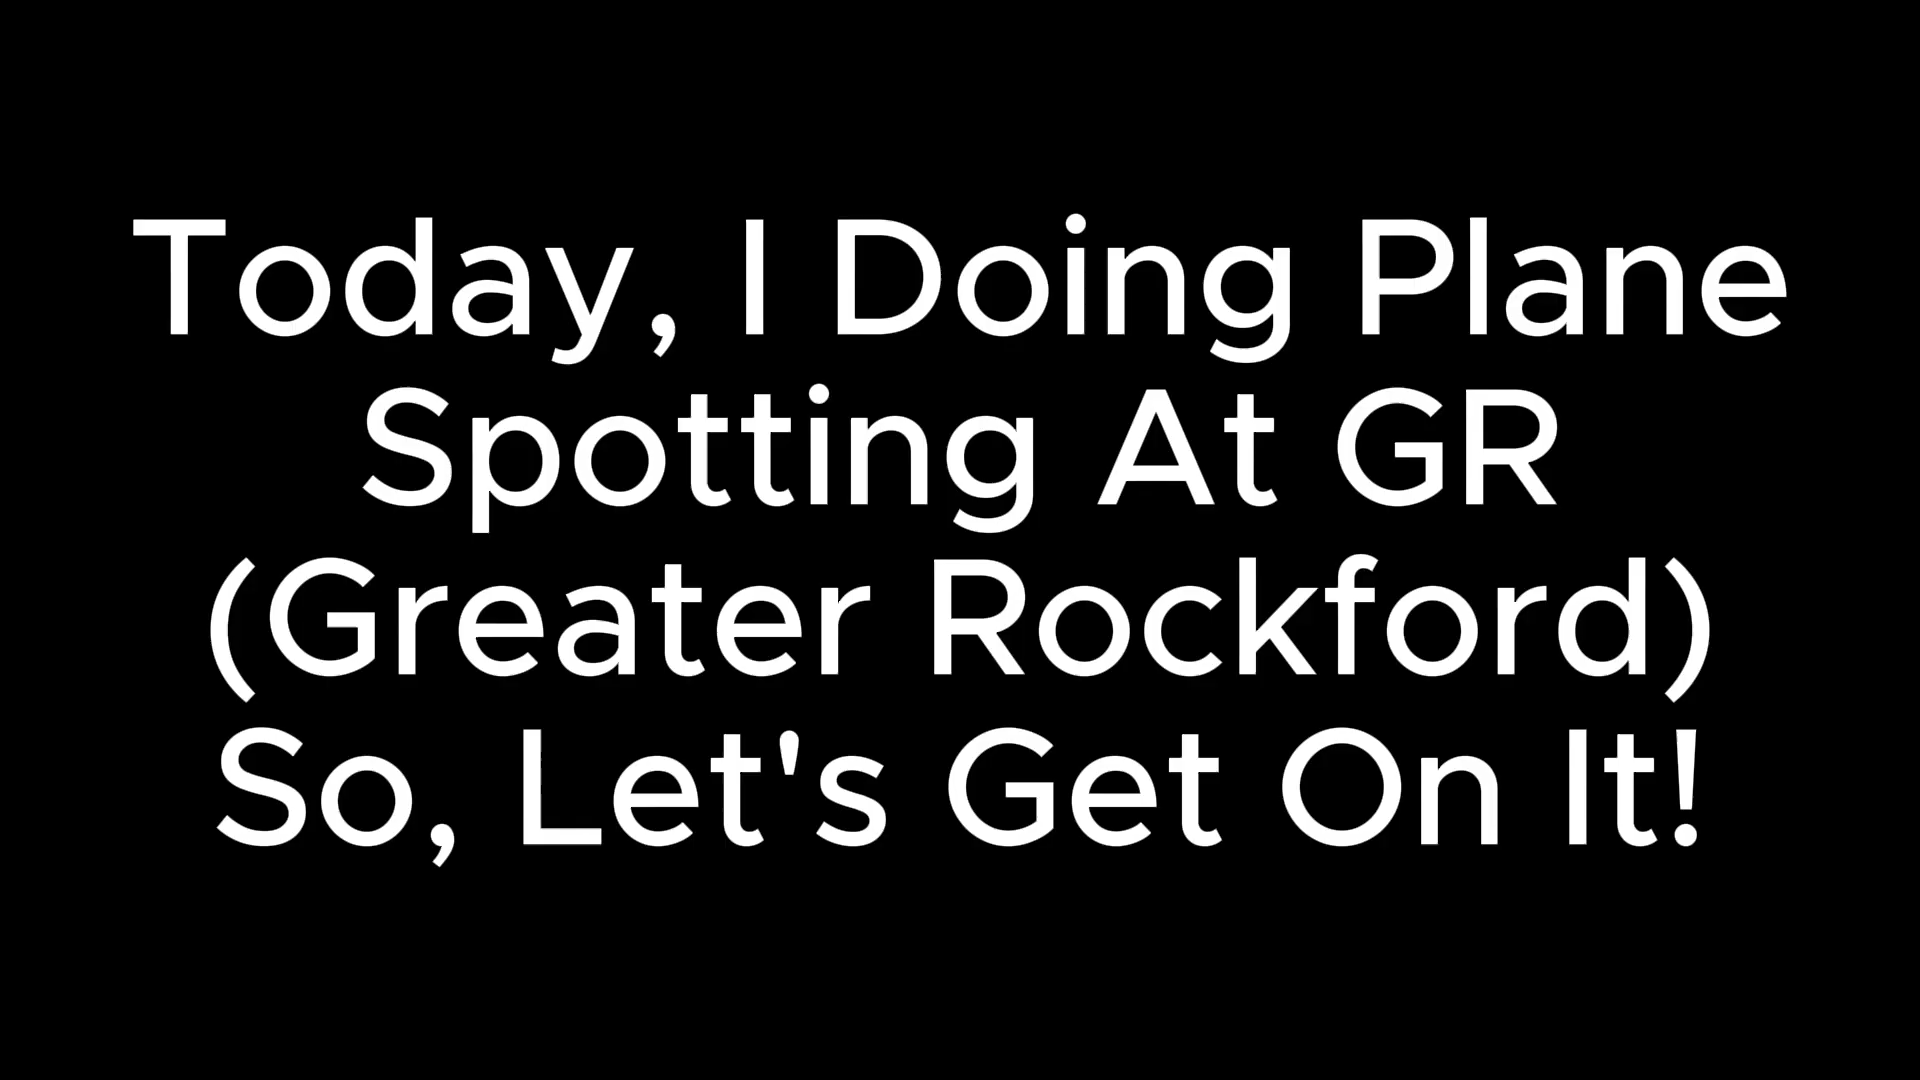 Today, I Doing Plane
Spotting At GR
(Greater Rockford)
So, Let's Get On It!